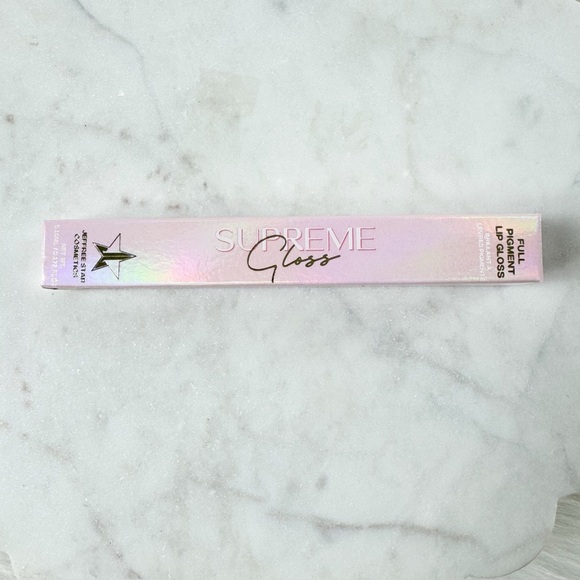 JEFFREE STAR
COSMETICS
SUPREME
Gloss
FULL
PIGMENT
LIP GLOSS